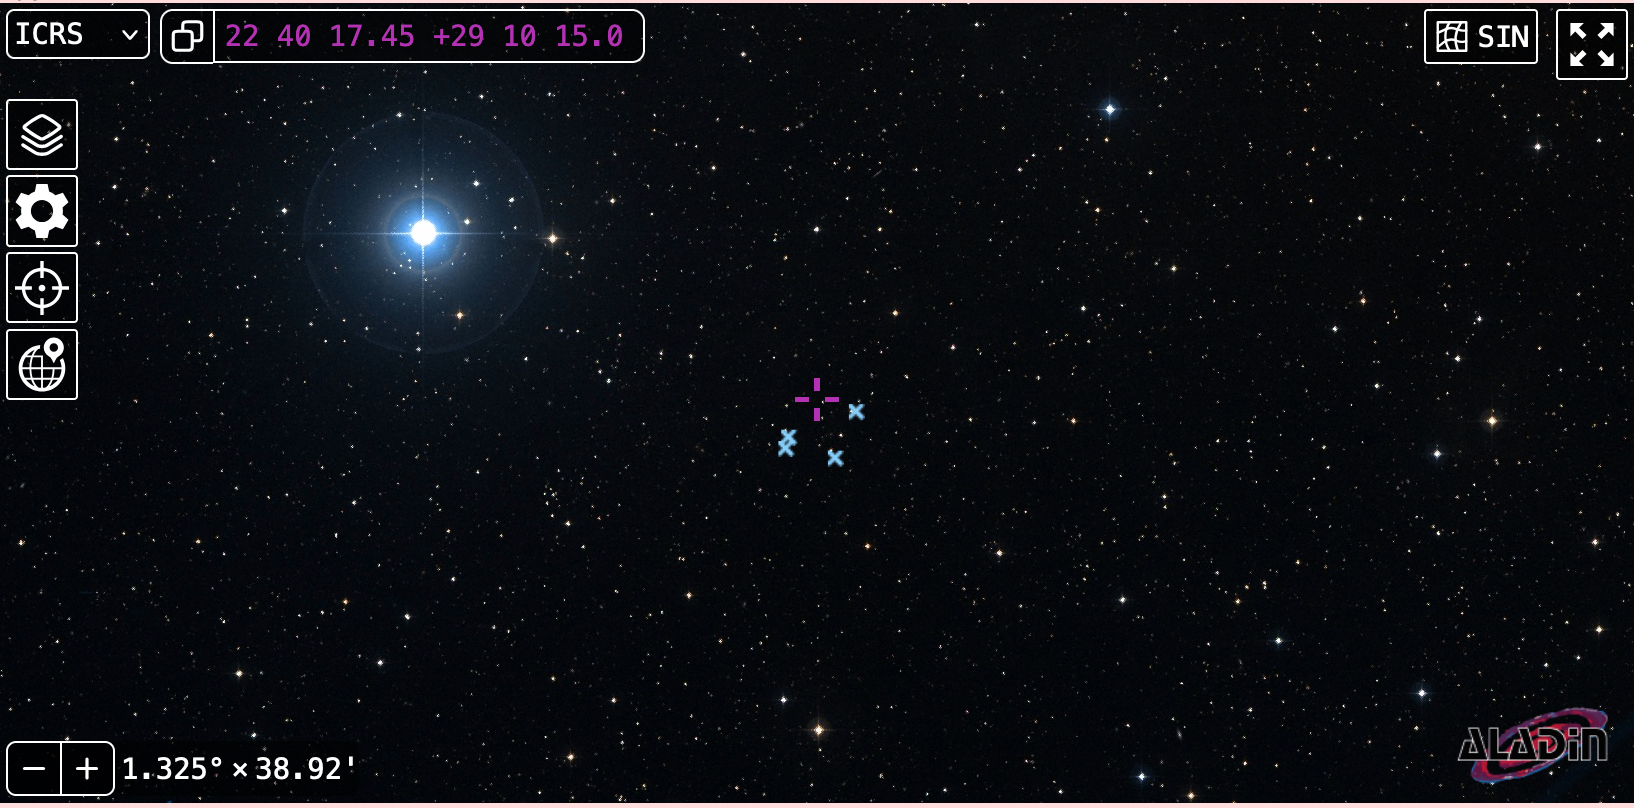 ICRS
22 40 17.45 +29 10 15.0
SIN
1.325° × 38.92'
ALADin